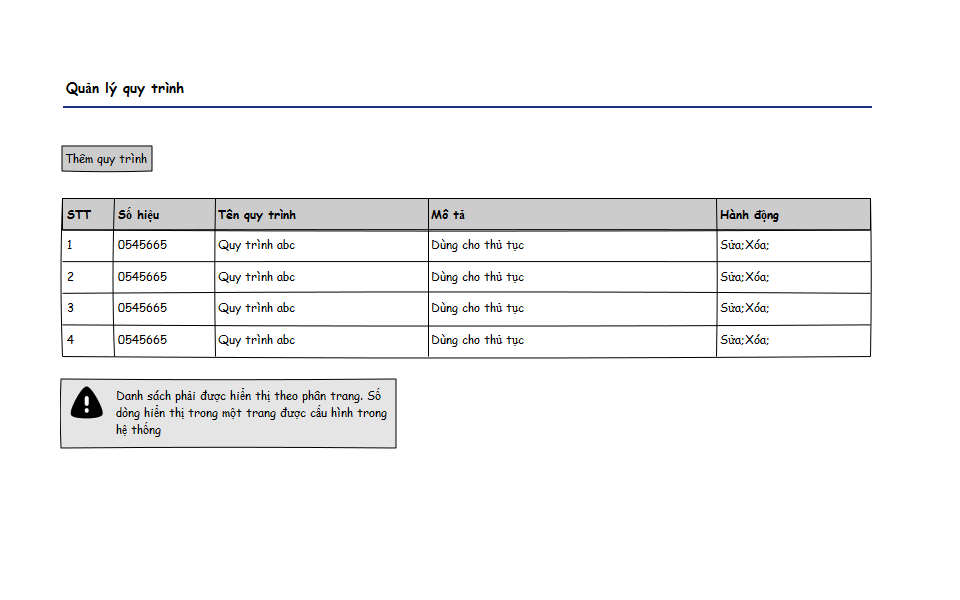 Quản lý quy trình
Thêm quy trình
STT Số hiệu Tên quy trình Mô tả Hành động
1 0545665 Quy trình abc Dùng cho thủ tục Sửa;Xóa;
2 0545665 Quy trình abc Dùng cho thủ tục Sửa;Xóa;
3 0545665 Quy trình abc Dùng cho thủ tục Sửa;Xóa;
4 0545665 Quy trình abc Dùng cho thủ tục Sửa;Xóa;
Danh sách phải được hiển thị theo phân trang. Số
dòng hiển thị trong một trang được cấu hình trong
hệ thống